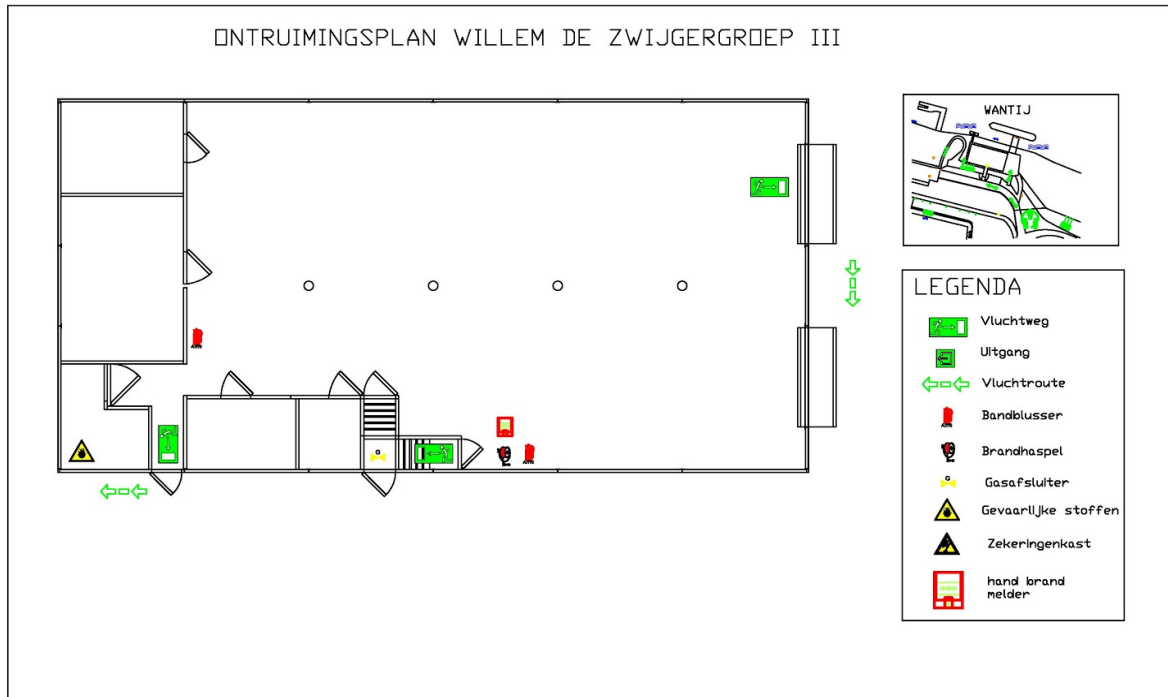 ONTRUIMINGSPLAN WILLEM DE ZWIJGERGROEP III
WANTIJ
LEGENDA
Vluchtweg
Uitgang
Vluchtroute
Bandblusser
Brandhaspel
G
Gasafsluiter
Gevaarlijke stoffen
Zekeringenkast
hand brand
melder
G